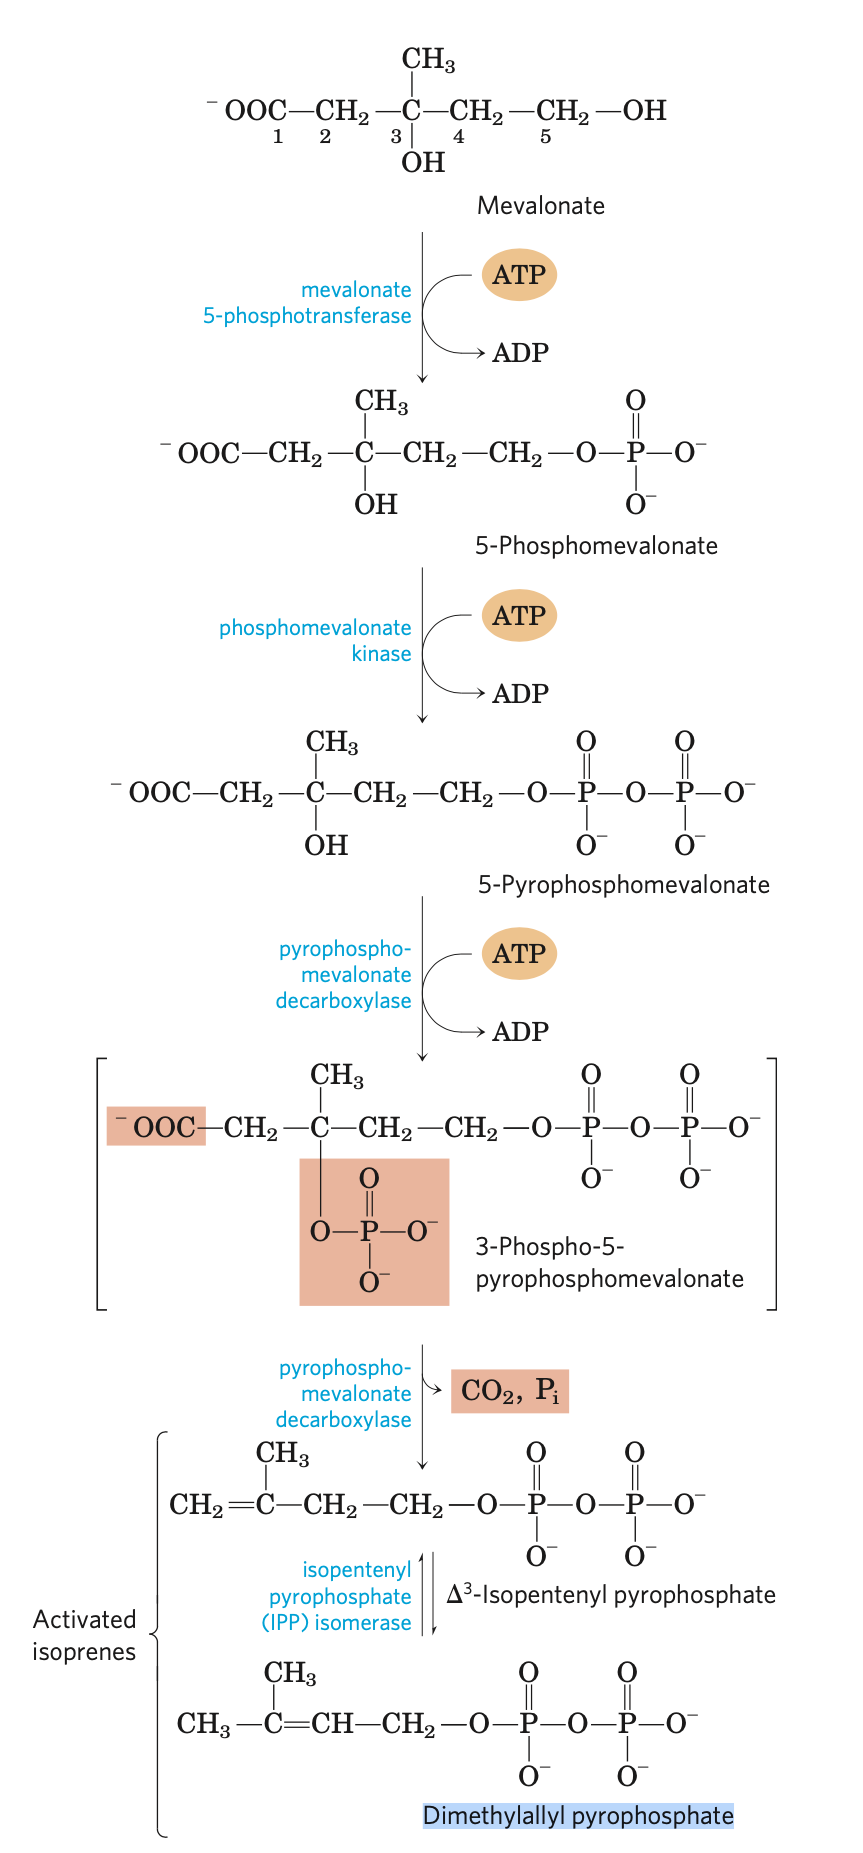 CH₃
⁻OOC—CH₂—C—CH₂—CH₂—OH
1 2 3 4 5
OH
Mevalonate
ATP
mevalonate
5-phosphotransferase
ADP
CH₃ O
⁻OOC—CH₂—C—CH₂—CH₂—O—P—O⁻
OH O⁻
5-Phosphomevalonate
ATP
phosphomevalonate
kinase
ADP
CH₃ O O
⁻OOC—CH₂—C—CH₂—CH₂—O—P—O—P—O⁻
OH O⁻ O⁻
5-Pyrophosphomevalonate
ATP
pyrophospho-
mevalonate
decarboxylase
ADP
CH₃ O O
⁻OOC—CH₂—C—CH₂—CH₂—O—P—O—P—O⁻
O O⁻ O⁻
O—P—O⁻
O⁻
3-Phospho-5-
pyrophosphomevalonate
pyrophospho-
mevalonate
decarboxylase
CO₂, Pᵢ
CH₃ O O
CH₂=C—CH₂—CH₂—O—P—O—P—O⁻
O⁻ O⁻
isopentenyl
pyrophosphate
(IPP) isomerase
Δ³-Isopentenyl pyrophosphate
Activated
isoprenes
CH₃ O O
CH₃—C=CH—CH₂—O—P—O—P—O⁻
O⁻ O⁻
Dimethylallyl pyrophosphate